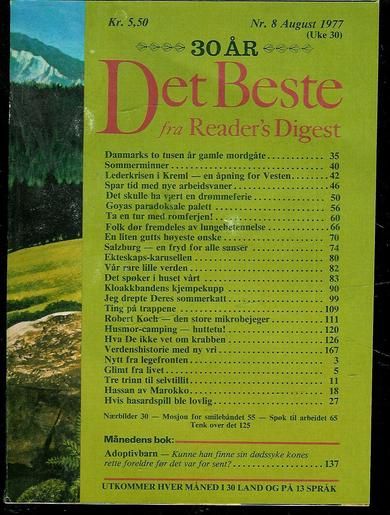 Kr. 5,50
Nr. 8 August 1977
(Uke 30)
30 ÅR
Det Beste
fra Reader's Digest
Danmarks to tusen år gamle mordgåte 35
Sommerminner 40
Lederkrisen i Kreml — en åpning for Vesten 42
Spar tid med nye arbeidsvaner 46
Det skulle ha vært en drømmeferie 50
Goyas paradoksale palett 56
Ta en tur med romferjen! 60
Folk dør fremdeles av lungebetennelse 66
En liten gutts høyeste ønske 70
Salzburg — en fryd for alle sanser 74
Ekteskaps-karusellen 80
Vår rare lille verden 82
Det spøker i huset vårt 83
Kloakkbandens kjempekupp 90
Jeg drepte Deres sommerkatt 99
Ting på trappene 109
Robert Koch — den store mikrobejeger 111
Husmor-camping — huttetu! 120
Hva De ikke vet om krabben 126
Verdenshistorie med ny vri 167
Nytt fra legefronten 3
Glimt fra livet 5
Tre trinn til selvtillit 11
Hassan av Marokko 18
Hvis hasardspill ble lovlig 27
Nærbilder 30 — Mosjon for smilebåndet 55 — Spøk til arbeidet 65
Tenk over det 125
Månedens bok:
Adoptivbarn — Kunne han finne sin dødssyke kones
rette foreldre før det var for sent? 137
UTKOMMER HVER MÅNED I 30 LAND OG PÅ 13 SPRÅK